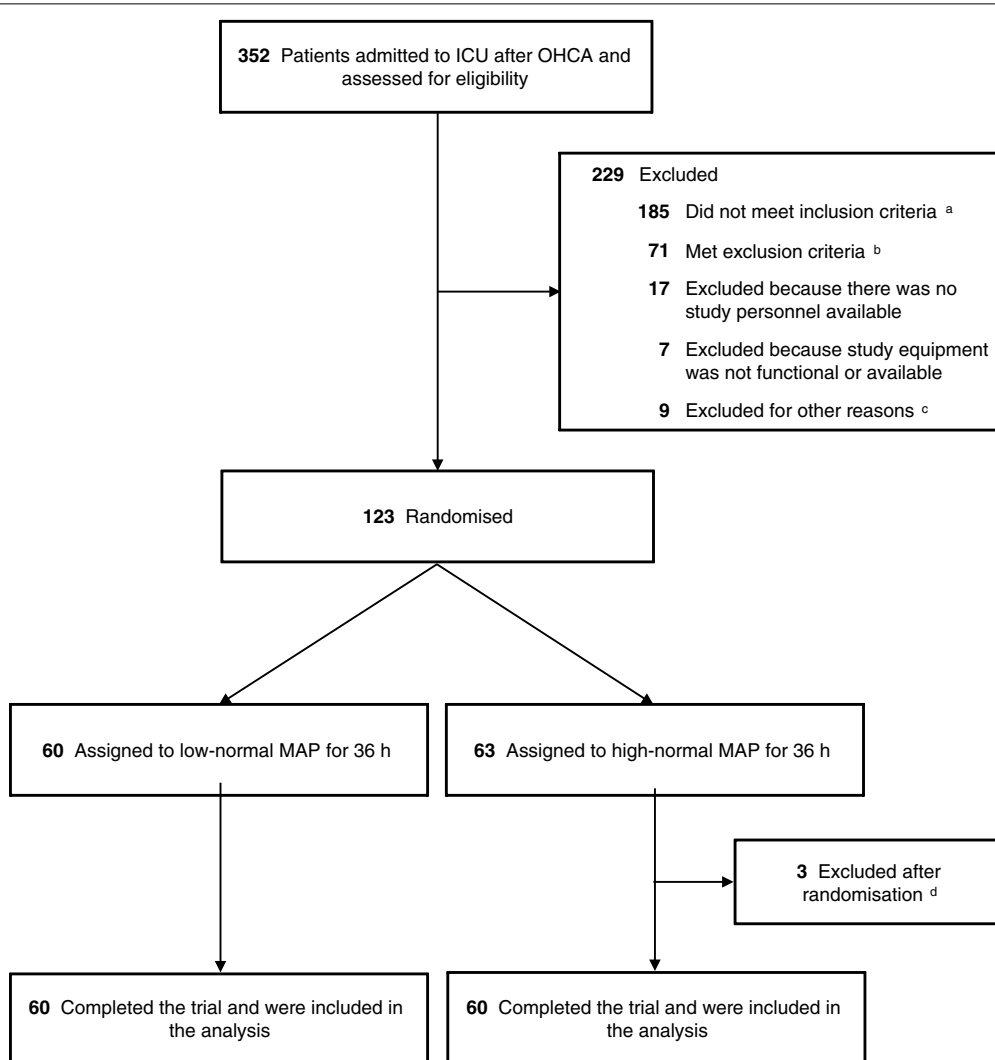 352 Patients admitted to ICU after OHCA and
assessed for eligibility
229 Excluded
185 Did not meet inclusion criteria a
71 Met exclusion criteria b
17 Excluded because there was no
study personnel available
7 Excluded because study equipment
was not functional or available
9 Excluded for other reasons c
123 Randomised
60 Assigned to low-normal MAP for 36 h
63 Assigned to high-normal MAP for 36 h
3 Excluded after
randomisation d
60 Completed the trial and were included in
the analysis
60 Completed the trial and were included in
the analysis